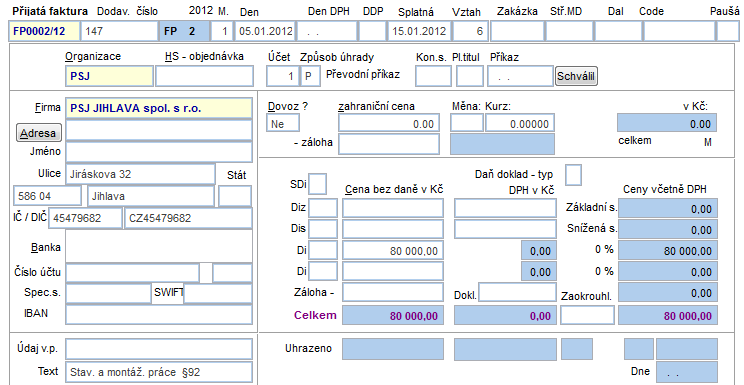 Přijatá faktura Dodav. číslo 2012 M. Den Den DPH DDP Splatná Vztah Zakázka Stř.MD Dal Code Paušá
FP0002/12 147 FP 2 1 05.01.2012 . . 15.01.2012 6
Organizace HS - objednávka Účet Způsob úhrady Kon.s. Pl.titul Příkaz
PSJ 1 P Převodní příkaz . . Schválil
Firma PSJ JIHLAVA spol. s r.o.
Adresa
Jméno
Ulice Jiráskova 32 Stát
586 04 Jihlava
IČ / DIČ 45479682 CZ45479682
Banka
Číslo účtu
Spec.s. SWIFT
IBAN
Údaj v.p.
Text Stav. a montáž. práce §92
Dovoz ? zahraniční cena Měna: Kurz: v Kč:
Ne 0.00 0.00000 0.00
- záloha celkem M
Daň doklad - typ
SDi Cena bez daně v Kč DPH v Kč Ceny včetně DPH
Diz Základní s. 0,00
Dis Snížená s. 0,00
Di 80 000,00 0,00 0 % 80 000,00
Di 0,00 0 % 0,00
Záloha - Dokl. Zaokrouhl. 0,00
Celkem 80 000,00 0,00 80 000,00
Uhrazeno
Dne . .